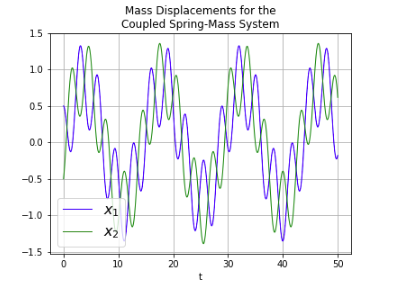 Mass Displacements for the
Coupled Spring-Mass System
1.5
1.0
0.5
0.0
−0.5
−1.0
−1.5
x₁
x₂
0 10 20 30 40 50
t